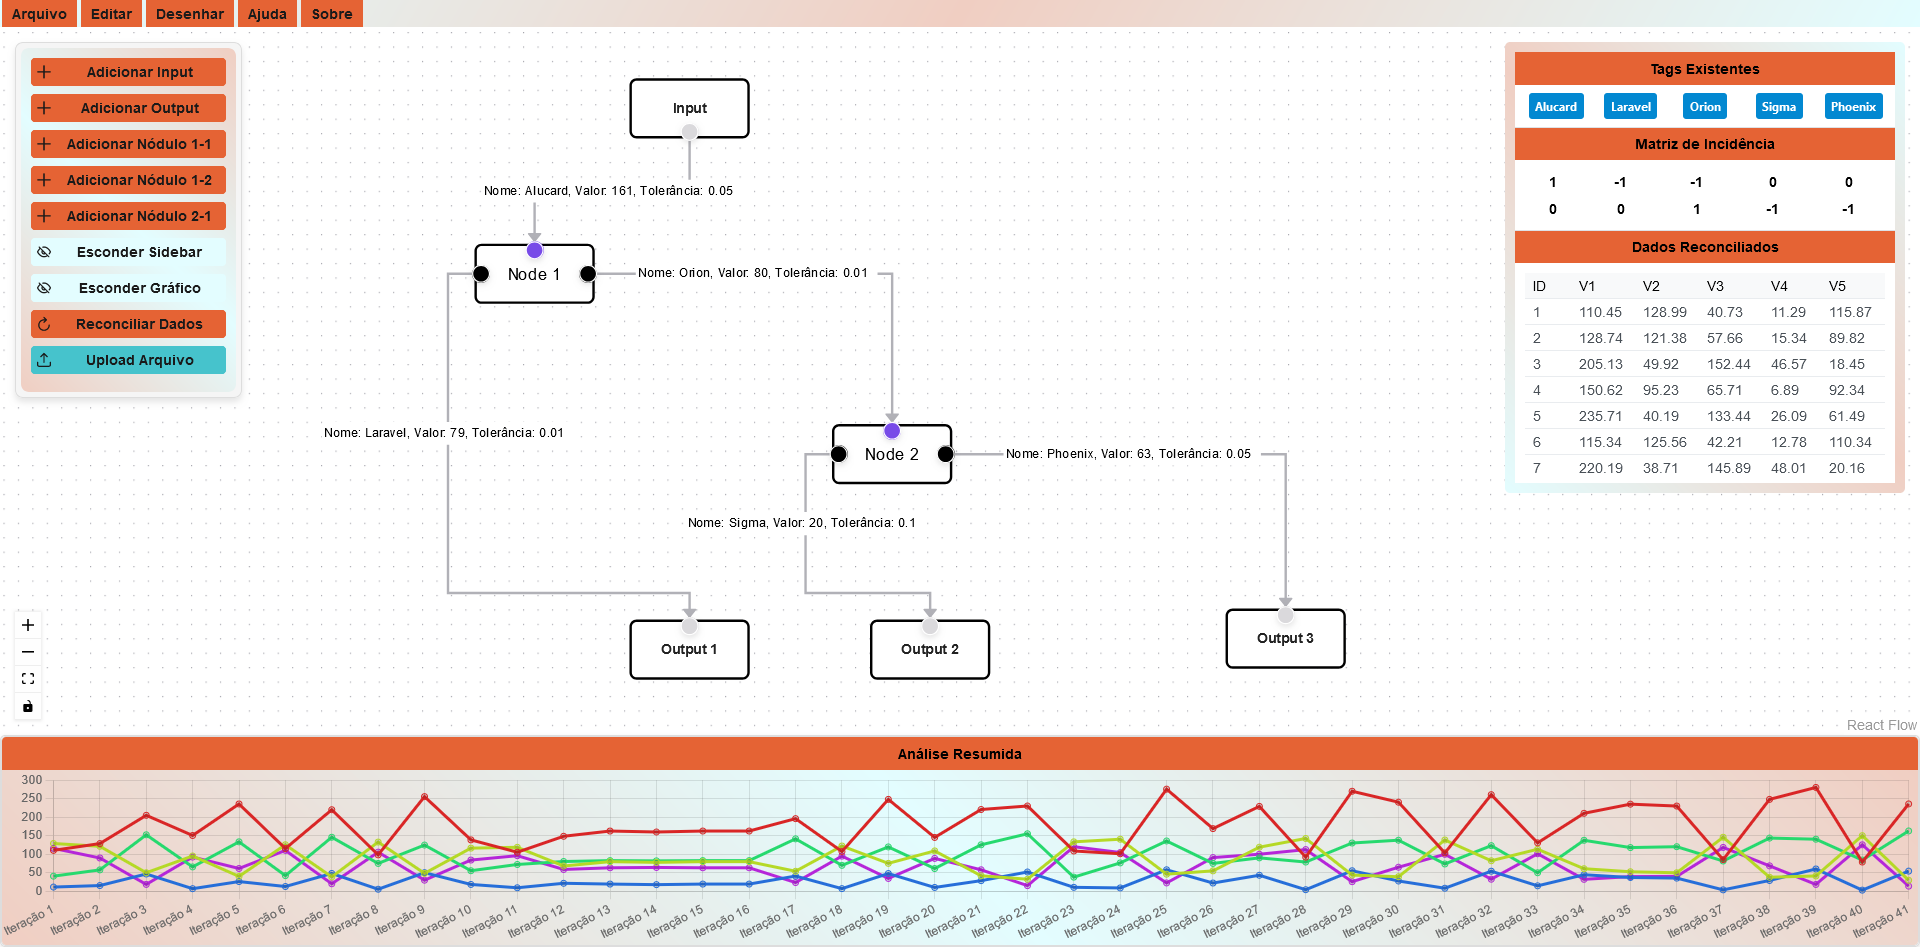 Arquivo Editar Desenhar Ajuda Sobre
Adicionar Input
Adicionar Output
Adicionar Nódulo 1-1
Adicionar Nódulo 1-2
Adicionar Nódulo 2-1
Esconder Sidebar
Esconder Gráfico
Reconciliar Dados
Upload Arquivo
Input
Nome: Alucard, Valor: 161, Tolerância: 0.05
Node 1
Nome: Orion, Valor: 80, Tolerância: 0.01
Nome: Laravel, Valor: 79, Tolerância: 0.01
Node 2
Nome: Phoenix, Valor: 63, Tolerância: 0.05
Nome: Sigma, Valor: 20, Tolerância: 0.1
Output 1
Output 2
Output 3
Tags Existentes
Alucard Laravel Orion Sigma Phoenix
Matriz de Incidência
1 -1 -1 0 0
0 0 1 -1 -1
Dados Reconciliados
ID V1 V2 V3 V4 V5
1 110.45 128.99 40.73 11.29 115.87
2 128.74 121.38 57.66 15.34 89.82
3 205.13 49.92 152.44 46.57 18.45
4 150.62 95.23 65.71 6.89 92.34
5 235.71 40.19 133.44 26.09 61.49
6 115.34 125.56 42.21 12.78 110.34
7 220.19 38.71 145.89 48.01 20.16
React Flow
Análise Resumida
300
250
200
150
100
50
0
Iteração 1 Iteração 2 Iteração 3 Iteração 4 Iteração 5 Iteração 6 Iteração 7 Iteração 8 Iteração 9 Iteração 10 Iteração 11 Iteração 12 Iteração 13 Iteração 14 Iteração 15 Iteração 16 Iteração 17 Iteração 18 Iteração 19 Iteração 20 Iteração 21 Iteração 22 Iteração 23 Iteração 24 Iteração 25 Iteração 26 Iteração 27 Iteração 28 Iteração 29 Iteração 30 Iteração 31 Iteração 32 Iteração 33 Iteração 34 Iteração 35 Iteração 36 Iteração 37 Iteração 38 Iteração 39 Iteração 40 Iteração 41